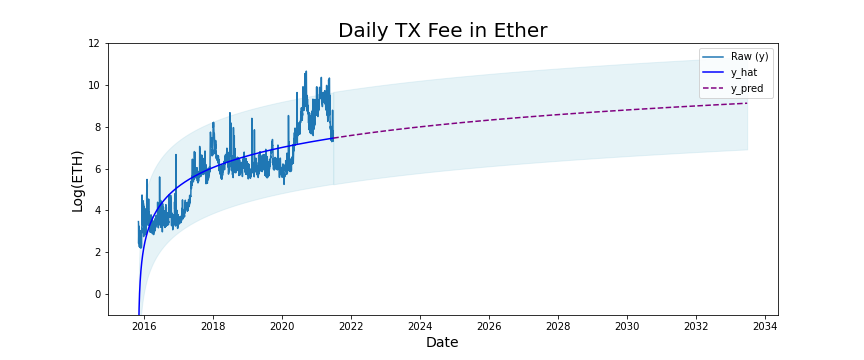 Daily TX Fee in Ether
Raw (y)
y_hat
y_pred
Log(ETH)
12
10
8
6
4
2
0
2016 2018 2020 2022 2024 2026 2028 2030 2032 2034
Date